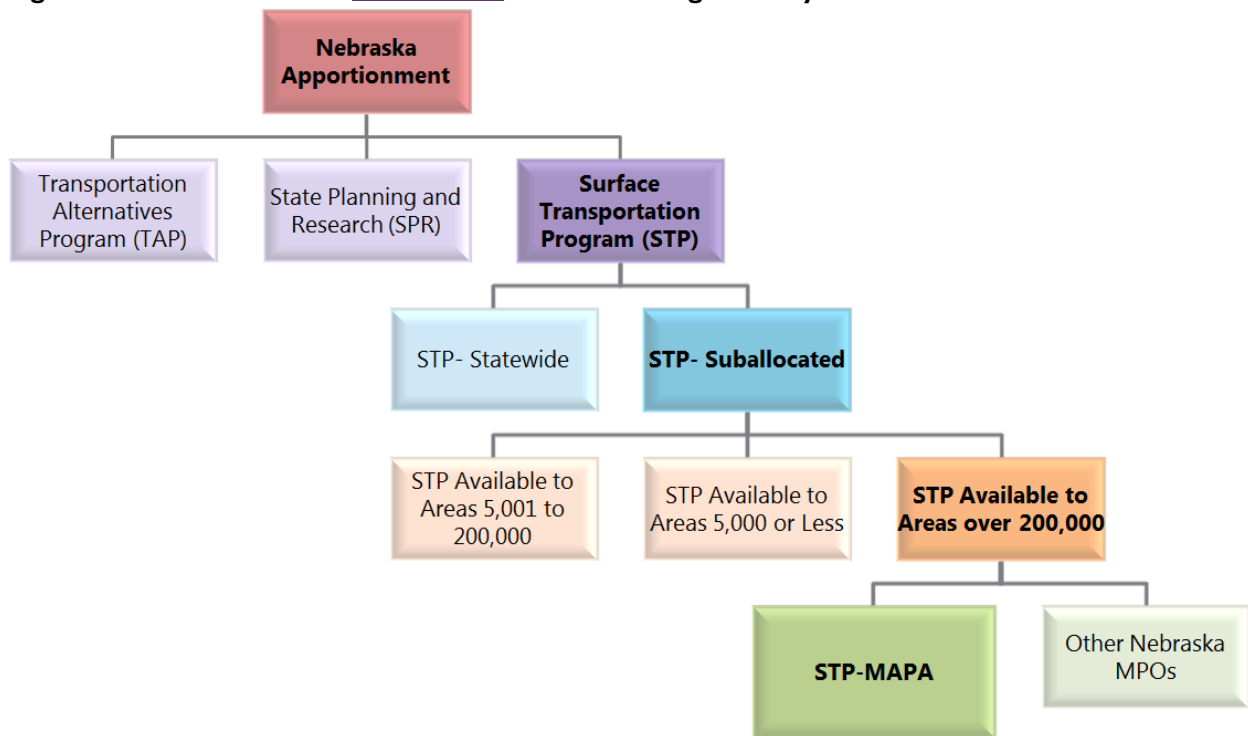 Nebraska
Apportionment
Transportation
Alternatives
Program (TAP)
State Planning and
Research (SPR)
Surface
Transportation
Program (STP)
STP- Statewide
STP- Suballocated
STP Available to
Areas 5,001 to
200,000
STP Available to
Areas 5,000 or Less
STP Available to
Areas over 200,000
STP-MAPA
Other Nebraska
MPOs